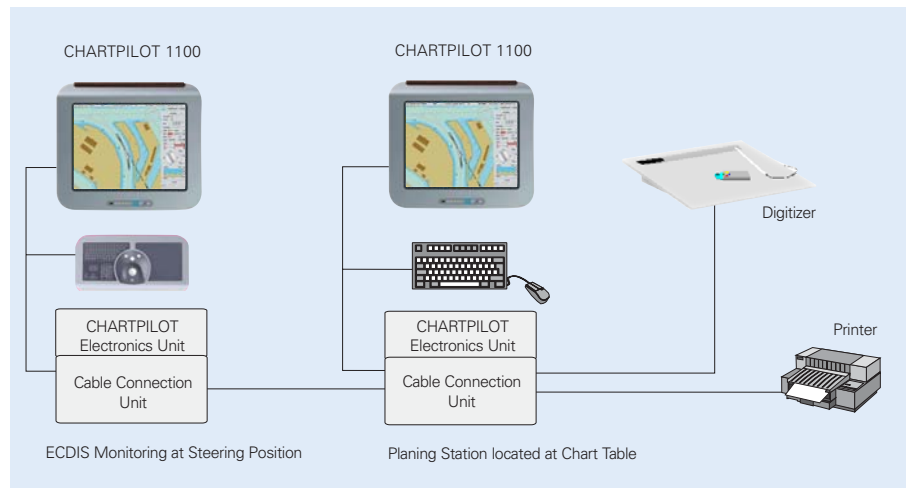 CHARTPILOT 1100
CHARTPILOT 1100
Digitizer
CHARTPILOT
Electronics Unit
Cable Connection
Unit
CHARTPILOT
Electronics Unit
Cable Connection
Unit
Printer
ECDIS Monitoring at Steering Position
Planing Station located at Chart Table